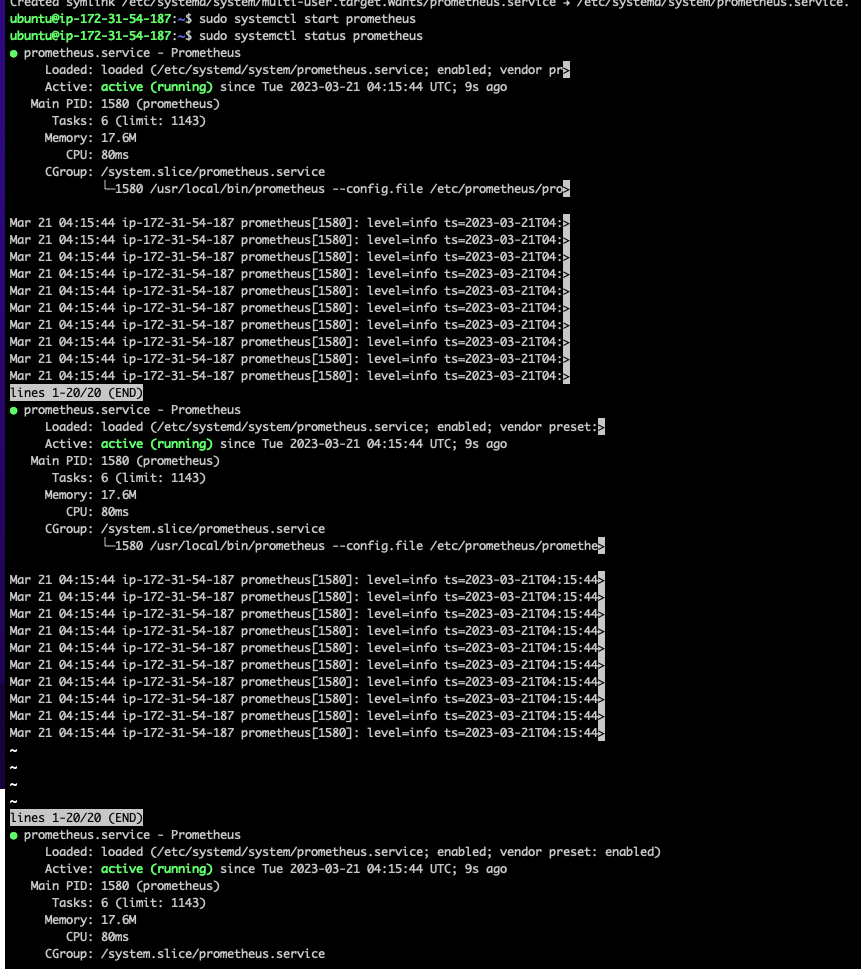 Created symlink /etc/systemd/system/multi-user.target.wants/prometheus.service → /etc/systemd/system/prometheus.service.
ubuntu@ip-172-31-54-187:~$ sudo systemctl start prometheus
ubuntu@ip-172-31-54-187:~$ sudo systemctl status prometheus
● prometheus.service - Prometheus
     Loaded: loaded (/etc/systemd/system/prometheus.service; enabled; vendor pr>
     Active: active (running) since Tue 2023-03-21 04:15:44 UTC; 9s ago
   Main PID: 1580 (prometheus)
      Tasks: 6 (limit: 1143)
     Memory: 17.6M
        CPU: 80ms
     CGroup: /system.slice/prometheus.service
             └─1580 /usr/local/bin/prometheus --config.file /etc/prometheus/pro>

Mar 21 04:15:44 ip-172-31-54-187 prometheus[1580]: level=info ts=2023-03-21T04:>
Mar 21 04:15:44 ip-172-31-54-187 prometheus[1580]: level=info ts=2023-03-21T04:>
Mar 21 04:15:44 ip-172-31-54-187 prometheus[1580]: level=info ts=2023-03-21T04:>
Mar 21 04:15:44 ip-172-31-54-187 prometheus[1580]: level=info ts=2023-03-21T04:>
Mar 21 04:15:44 ip-172-31-54-187 prometheus[1580]: level=info ts=2023-03-21T04:>
Mar 21 04:15:44 ip-172-31-54-187 prometheus[1580]: level=info ts=2023-03-21T04:>
Mar 21 04:15:44 ip-172-31-54-187 prometheus[1580]: level=info ts=2023-03-21T04:>
Mar 21 04:15:44 ip-172-31-54-187 prometheus[1580]: level=info ts=2023-03-21T04:>
Mar 21 04:15:44 ip-172-31-54-187 prometheus[1580]: level=info ts=2023-03-21T04:>
Mar 21 04:15:44 ip-172-31-54-187 prometheus[1580]: level=info ts=2023-03-21T04:>
lines 1-20/20 (END)
● prometheus.service - Prometheus
     Loaded: loaded (/etc/systemd/system/prometheus.service; enabled; vendor preset:>
     Active: active (running) since Tue 2023-03-21 04:15:44 UTC; 9s ago
   Main PID: 1580 (prometheus)
      Tasks: 6 (limit: 1143)
     Memory: 17.6M
        CPU: 80ms
     CGroup: /system.slice/prometheus.service
             └─1580 /usr/local/bin/prometheus --config.file /etc/prometheus/promethe>

Mar 21 04:15:44 ip-172-31-54-187 prometheus[1580]: level=info ts=2023-03-21T04:15:44>
Mar 21 04:15:44 ip-172-31-54-187 prometheus[1580]: level=info ts=2023-03-21T04:15:44>
Mar 21 04:15:44 ip-172-31-54-187 prometheus[1580]: level=info ts=2023-03-21T04:15:44>
Mar 21 04:15:44 ip-172-31-54-187 prometheus[1580]: level=info ts=2023-03-21T04:15:44>
Mar 21 04:15:44 ip-172-31-54-187 prometheus[1580]: level=info ts=2023-03-21T04:15:44>
Mar 21 04:15:44 ip-172-31-54-187 prometheus[1580]: level=info ts=2023-03-21T04:15:44>
Mar 21 04:15:44 ip-172-31-54-187 prometheus[1580]: level=info ts=2023-03-21T04:15:44>
Mar 21 04:15:44 ip-172-31-54-187 prometheus[1580]: level=info ts=2023-03-21T04:15:44>
Mar 21 04:15:44 ip-172-31-54-187 prometheus[1580]: level=info ts=2023-03-21T04:15:44>
Mar 21 04:15:44 ip-172-31-54-187 prometheus[1580]: level=info ts=2023-03-21T04:15:44>
~
~
~
~
lines 1-20/20 (END)
● prometheus.service - Prometheus
     Loaded: loaded (/etc/systemd/system/prometheus.service; enabled; vendor preset: enabled)
     Active: active (running) since Tue 2023-03-21 04:15:44 UTC; 9s ago
   Main PID: 1580 (prometheus)
      Tasks: 6 (limit: 1143)
     Memory: 17.6M
        CPU: 80ms
     CGroup: /system.slice/prometheus.service